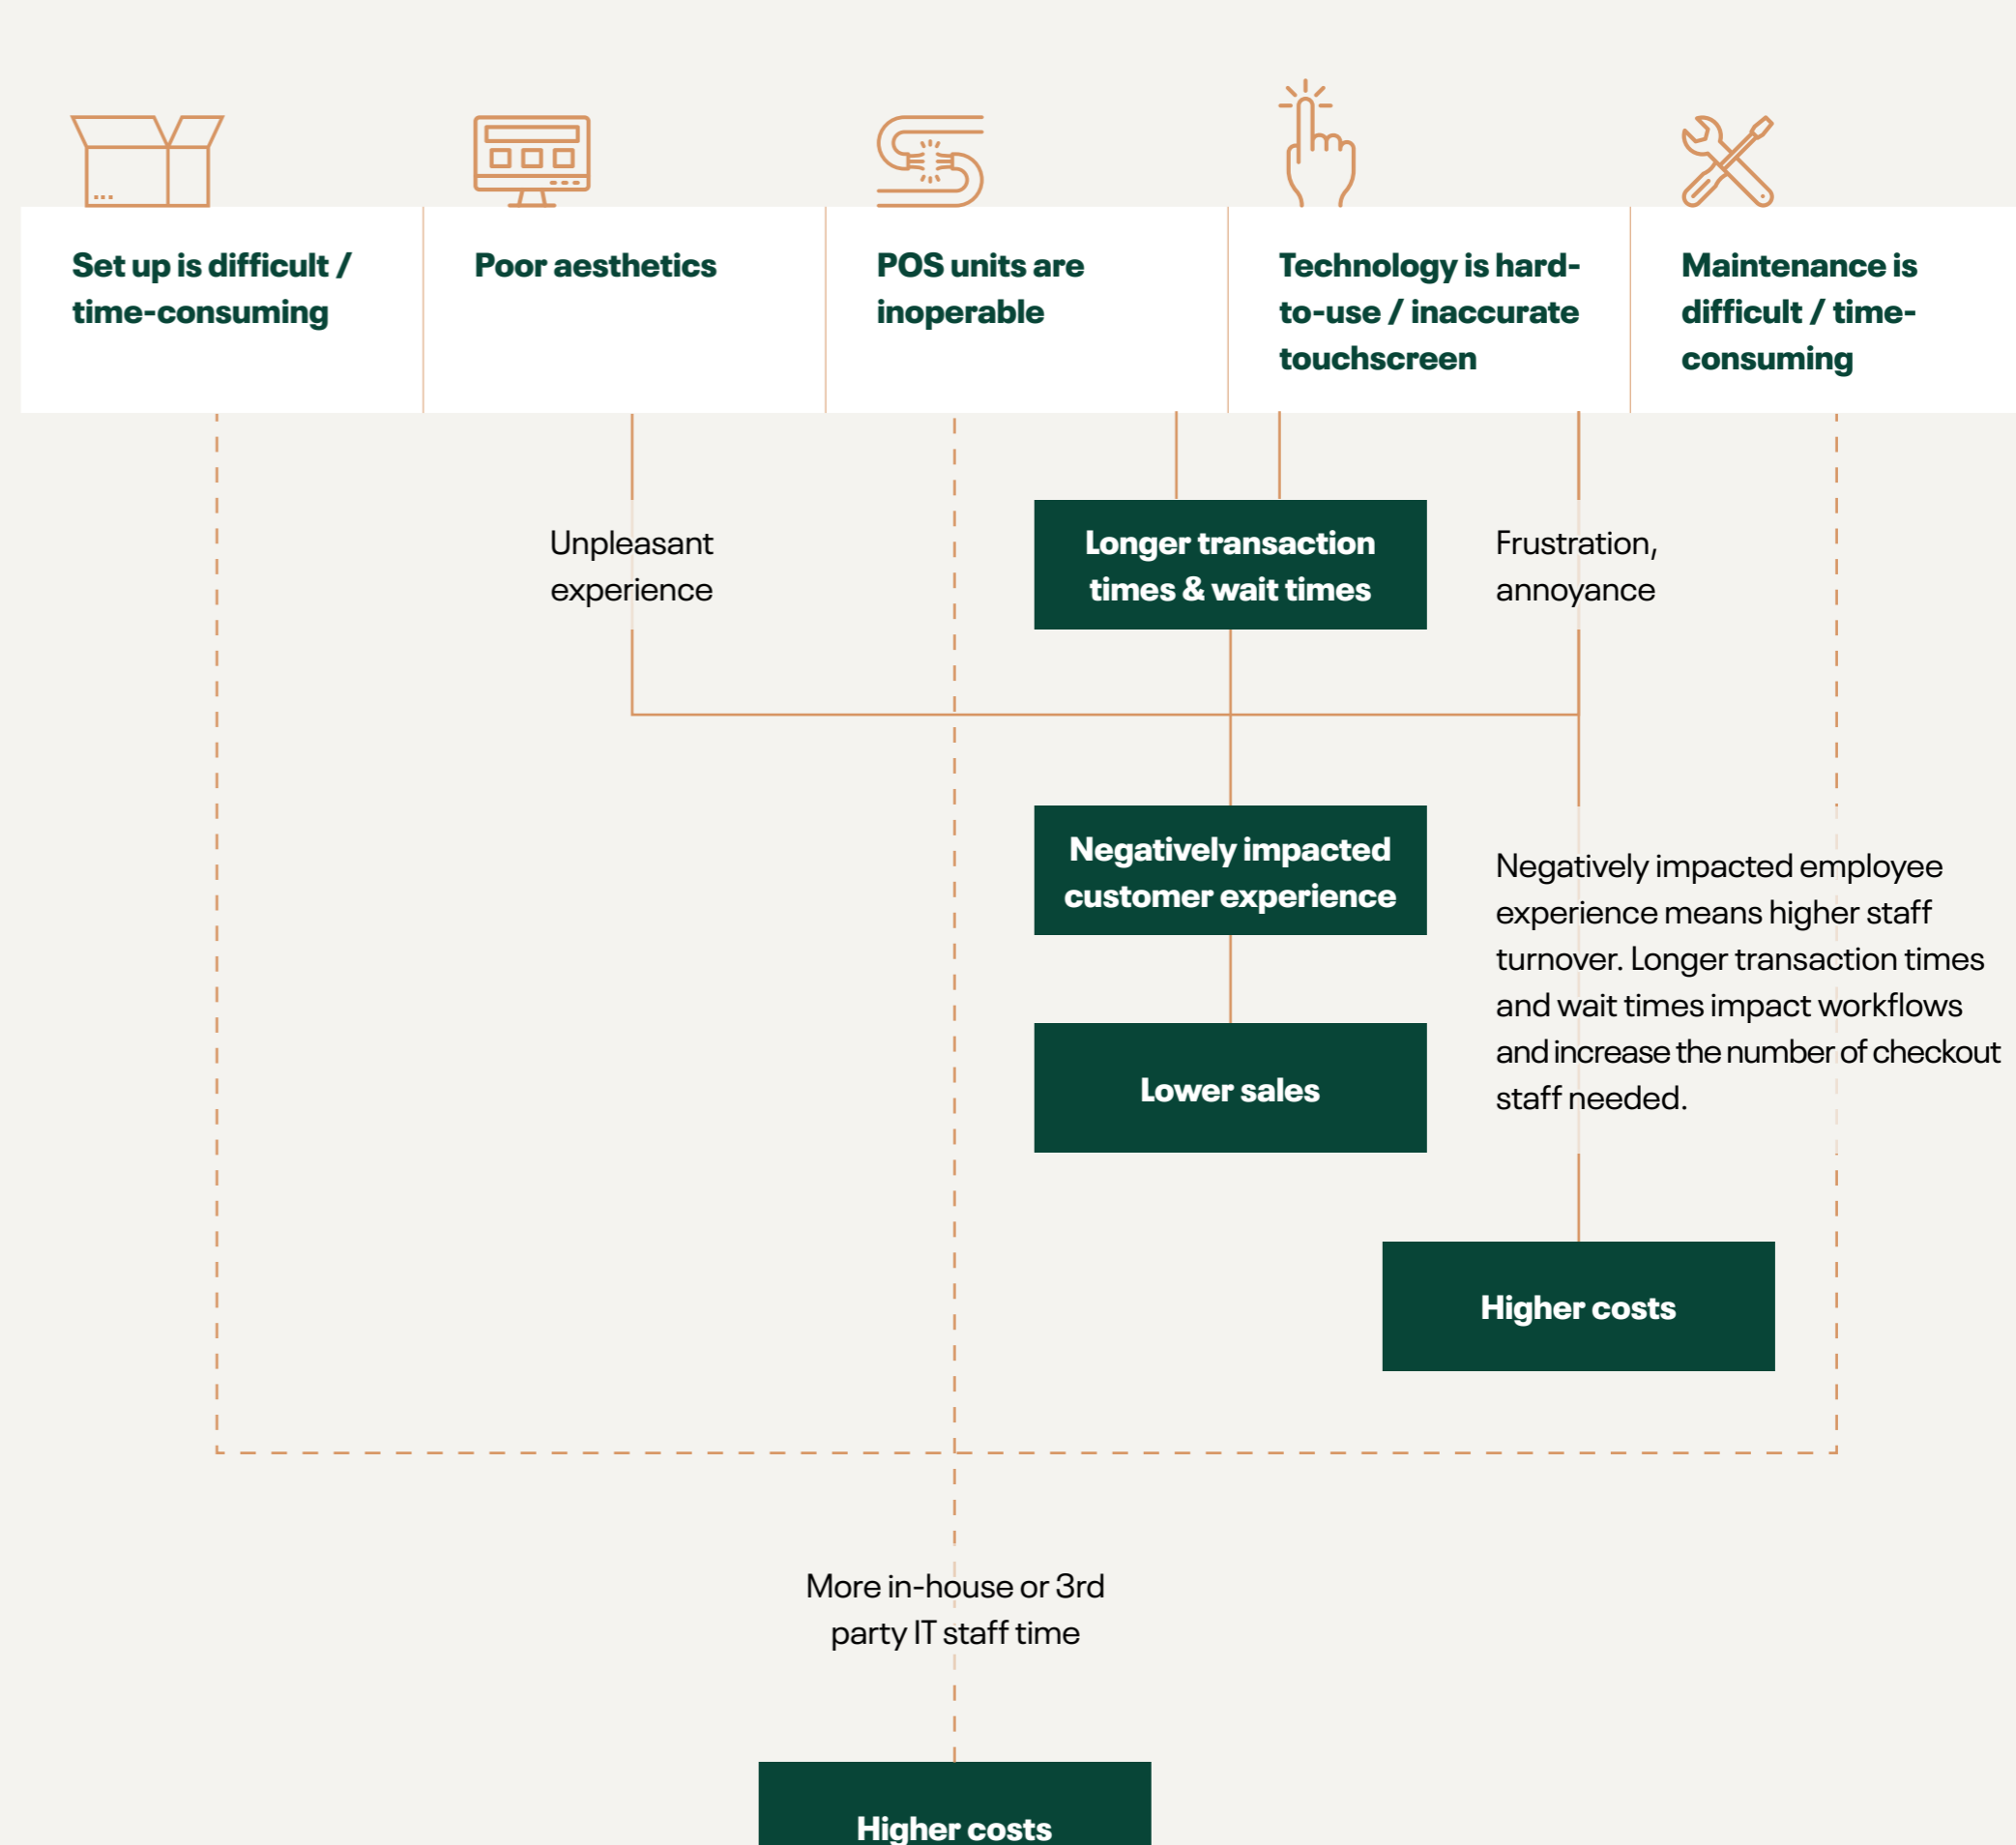 Set up is difficult /
time-consuming
Poor aesthetics
POS units are
inoperable
Technology is hard-
to-use / inaccurate
touchscreen
Maintenance is
difficult / time-
consuming
Unpleasant
experience
Longer transaction
times & wait times
Frustration,
annoyance
Negatively impacted
customer experience
Negatively impacted employee
experience means higher staff
turnover. Longer transaction times
and wait times impact workflows
and increase the number of checkout
staff needed.
Lower sales
Higher costs
More in-house or 3rd
party IT staff time
Higher costs